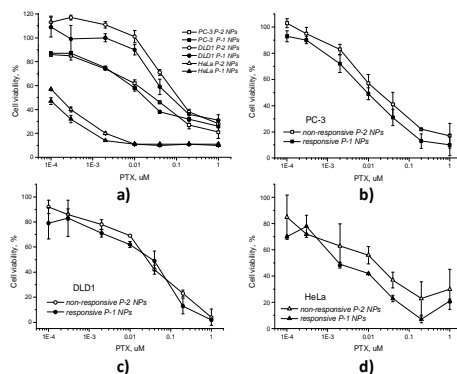 120
100
80
60
40
20
0
Cell viability, %
PC-3 P-2 NPs
PC-3 P-1 NPs
DLD1 P-2 NPs
DLD1 P-1 NPs
HeLa P-2 NPs
HeLa P-1 NPs
1E-4 1E-3 0.01 0.1 1
PTX, uM
a)
100
80
60
40
20
0
Cell viability, %
PC-3
non-responsive P-2 NPs
responsive P-1 NPs
1E-4 1E-3 0.01 0.1 1
PTX, uM
b)
100
80
60
40
20
0
Cell viability, %
DLD1
non-responsive P-2 NPs
responsive P-1 NPs
1E-4 1E-3 0.01 0.1 1
PTX, uM
c)
100
80
60
40
20
0
Cell viability, %
HeLa
non-responsive P-2 NPs
responsive P-1 NPs
1E-4 1E-3 0.01 0.1 1
PTX, uM
d)